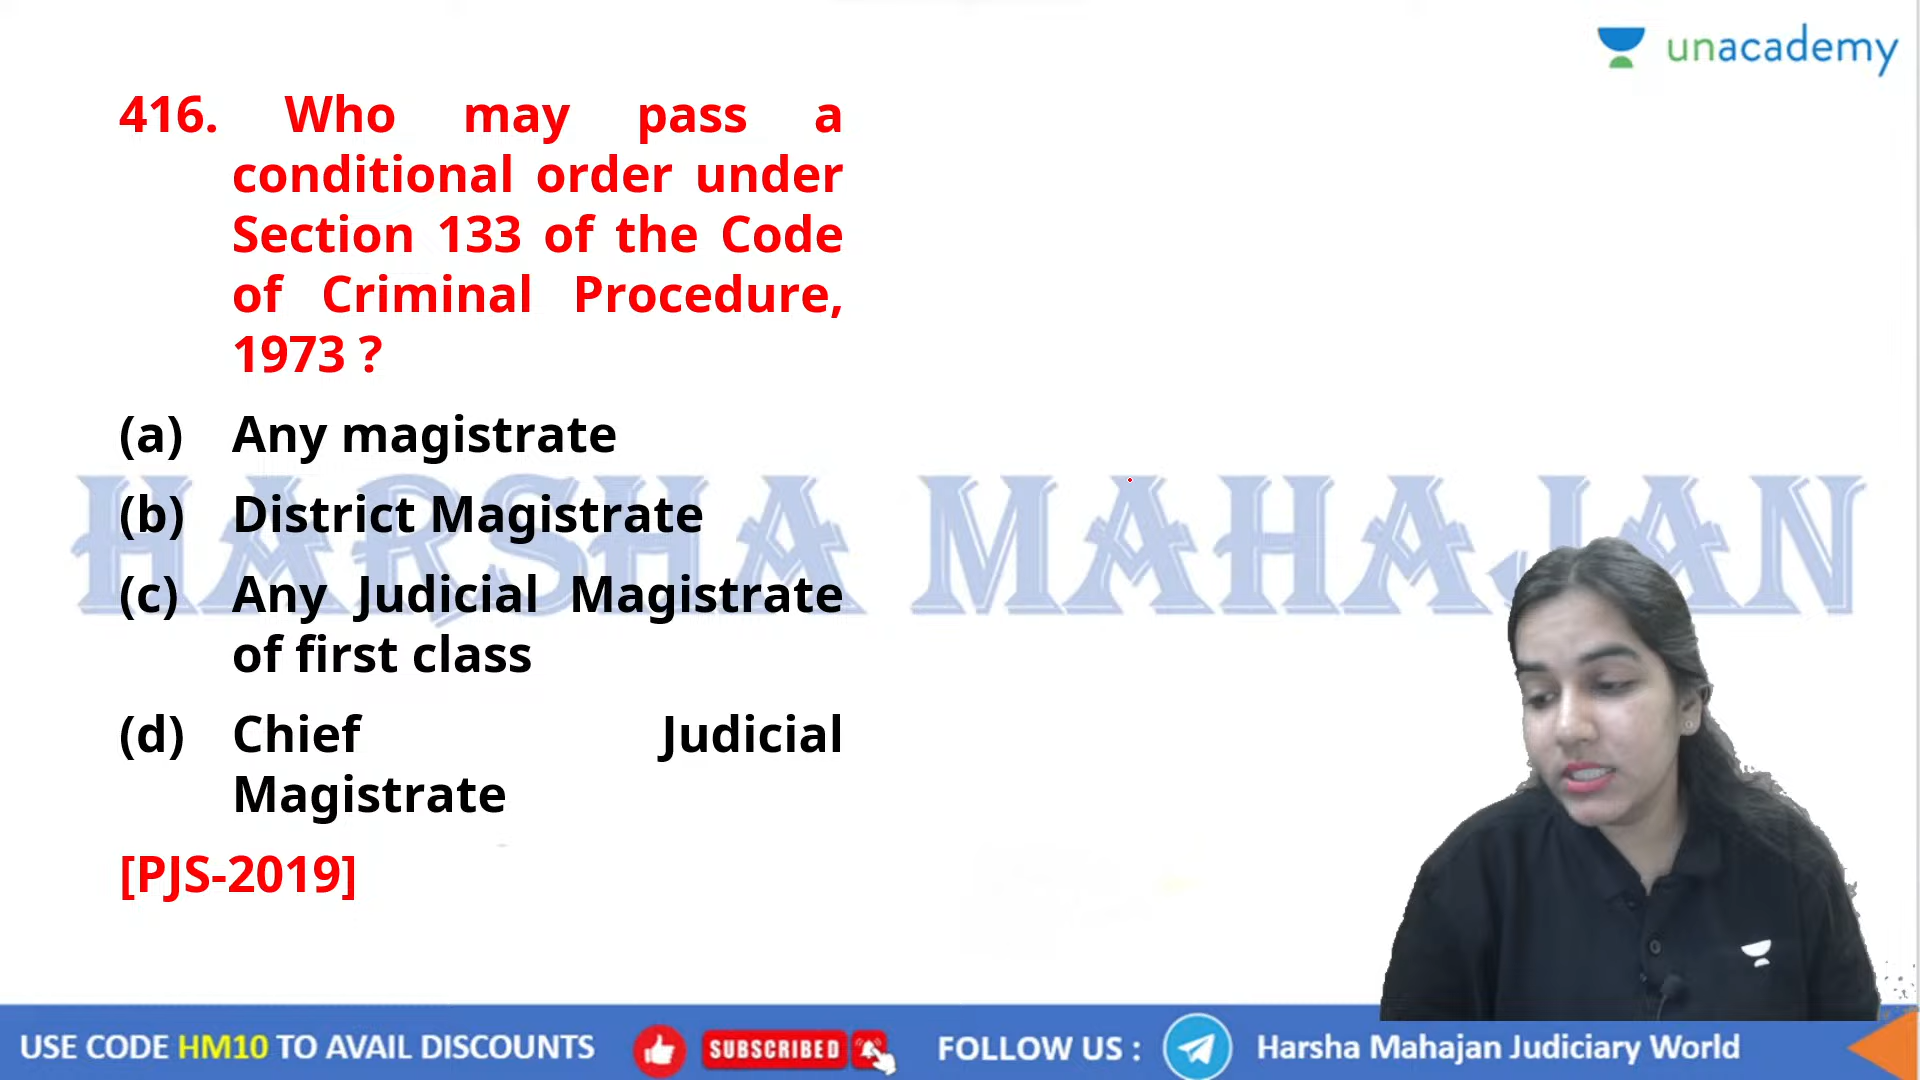 unacademy
416. Who may pass a
conditional order under
Section 133 of the Code
of Criminal Procedure,
1973 ?
(a) Any magistrate
(b) District Magistrate
(c) Any Judicial Magistrate
of first class
(d) Chief Judicial
Magistrate
[PJS-2019]
HARSHA MAHAJAN
USE CODE HM10 TO AVAIL DISCOUNTS
SUBSCRIBED
FOLLOW US :
Harsha Mahajan Judiciary World